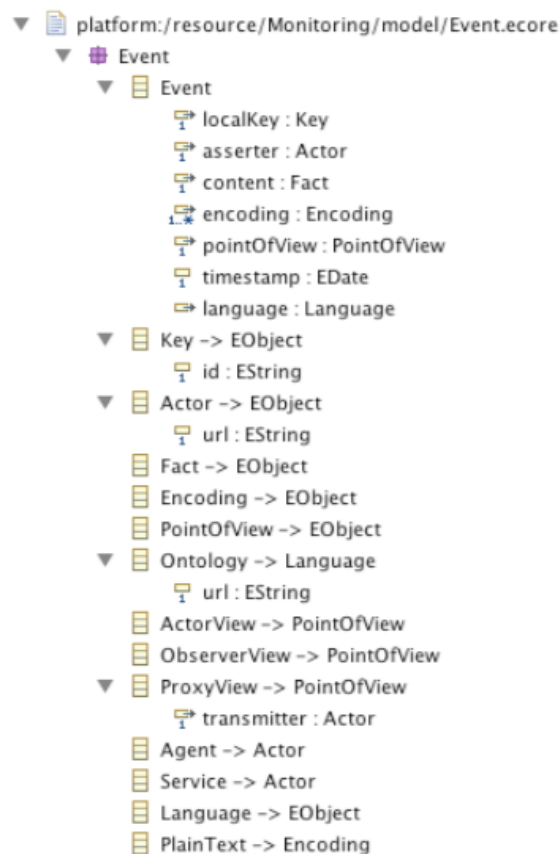 platform:/resource/Monitoring/model/Event.ecore
Event
Event
localKey : Key
asserter : Actor
content : Fact
encoding : Encoding
pointOfView : PointOfView
timestamp : EDate
language : Language
Key -> EObject
id : EString
Actor -> EObject
url : EString
Fact -> EObject
Encoding -> EObject
PointOfView -> EObject
Ontology -> Language
url : EString
ActorView -> PointOfView
ObserverView -> PointOfView
ProxyView -> PointOfView
transmitter : Actor
Agent -> Actor
Service -> Actor
Language -> EObject
PlainText -> Encoding